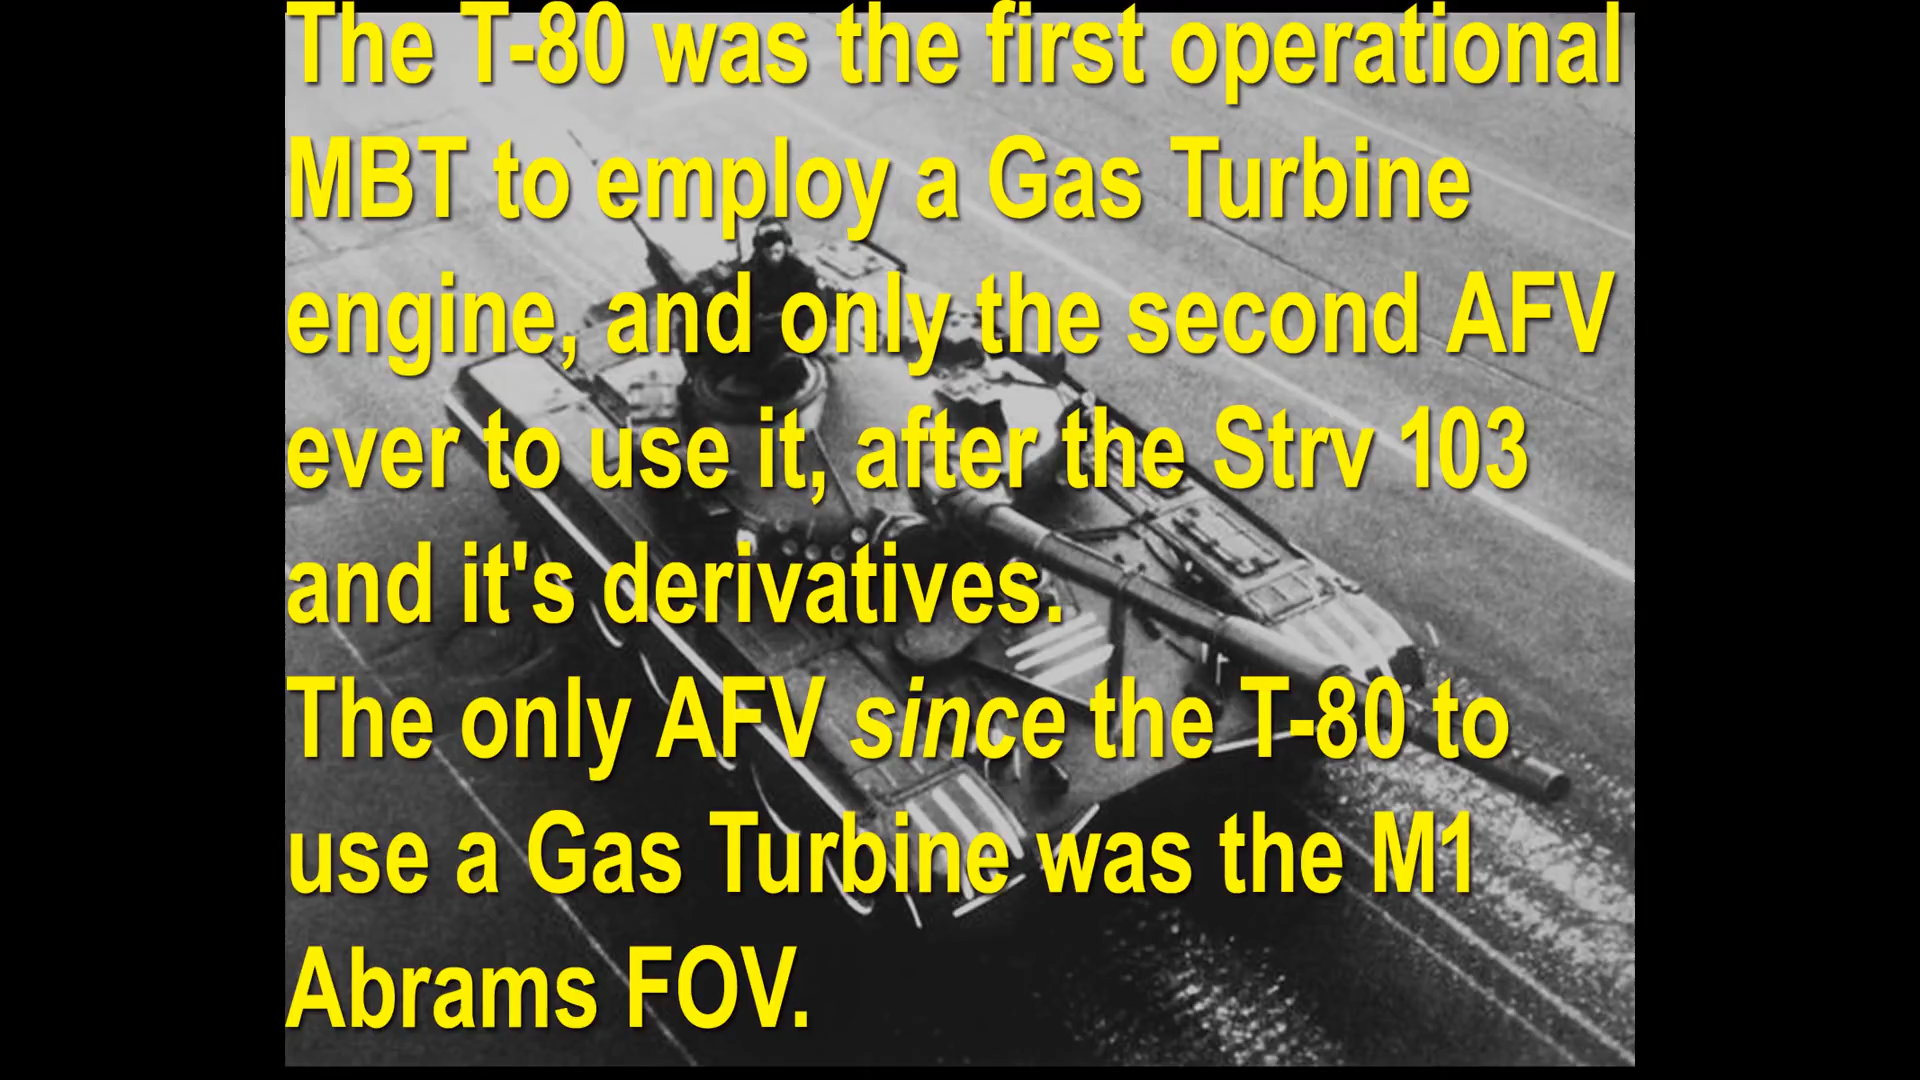 The T-80 was the first operational
MBT to employ a Gas Turbine
engine, and only the second AFV
ever to use it, after the Strv 103
and it's derivatives.
The only AFV since the T-80 to
use a Gas Turbine was the M1
Abrams FOV.